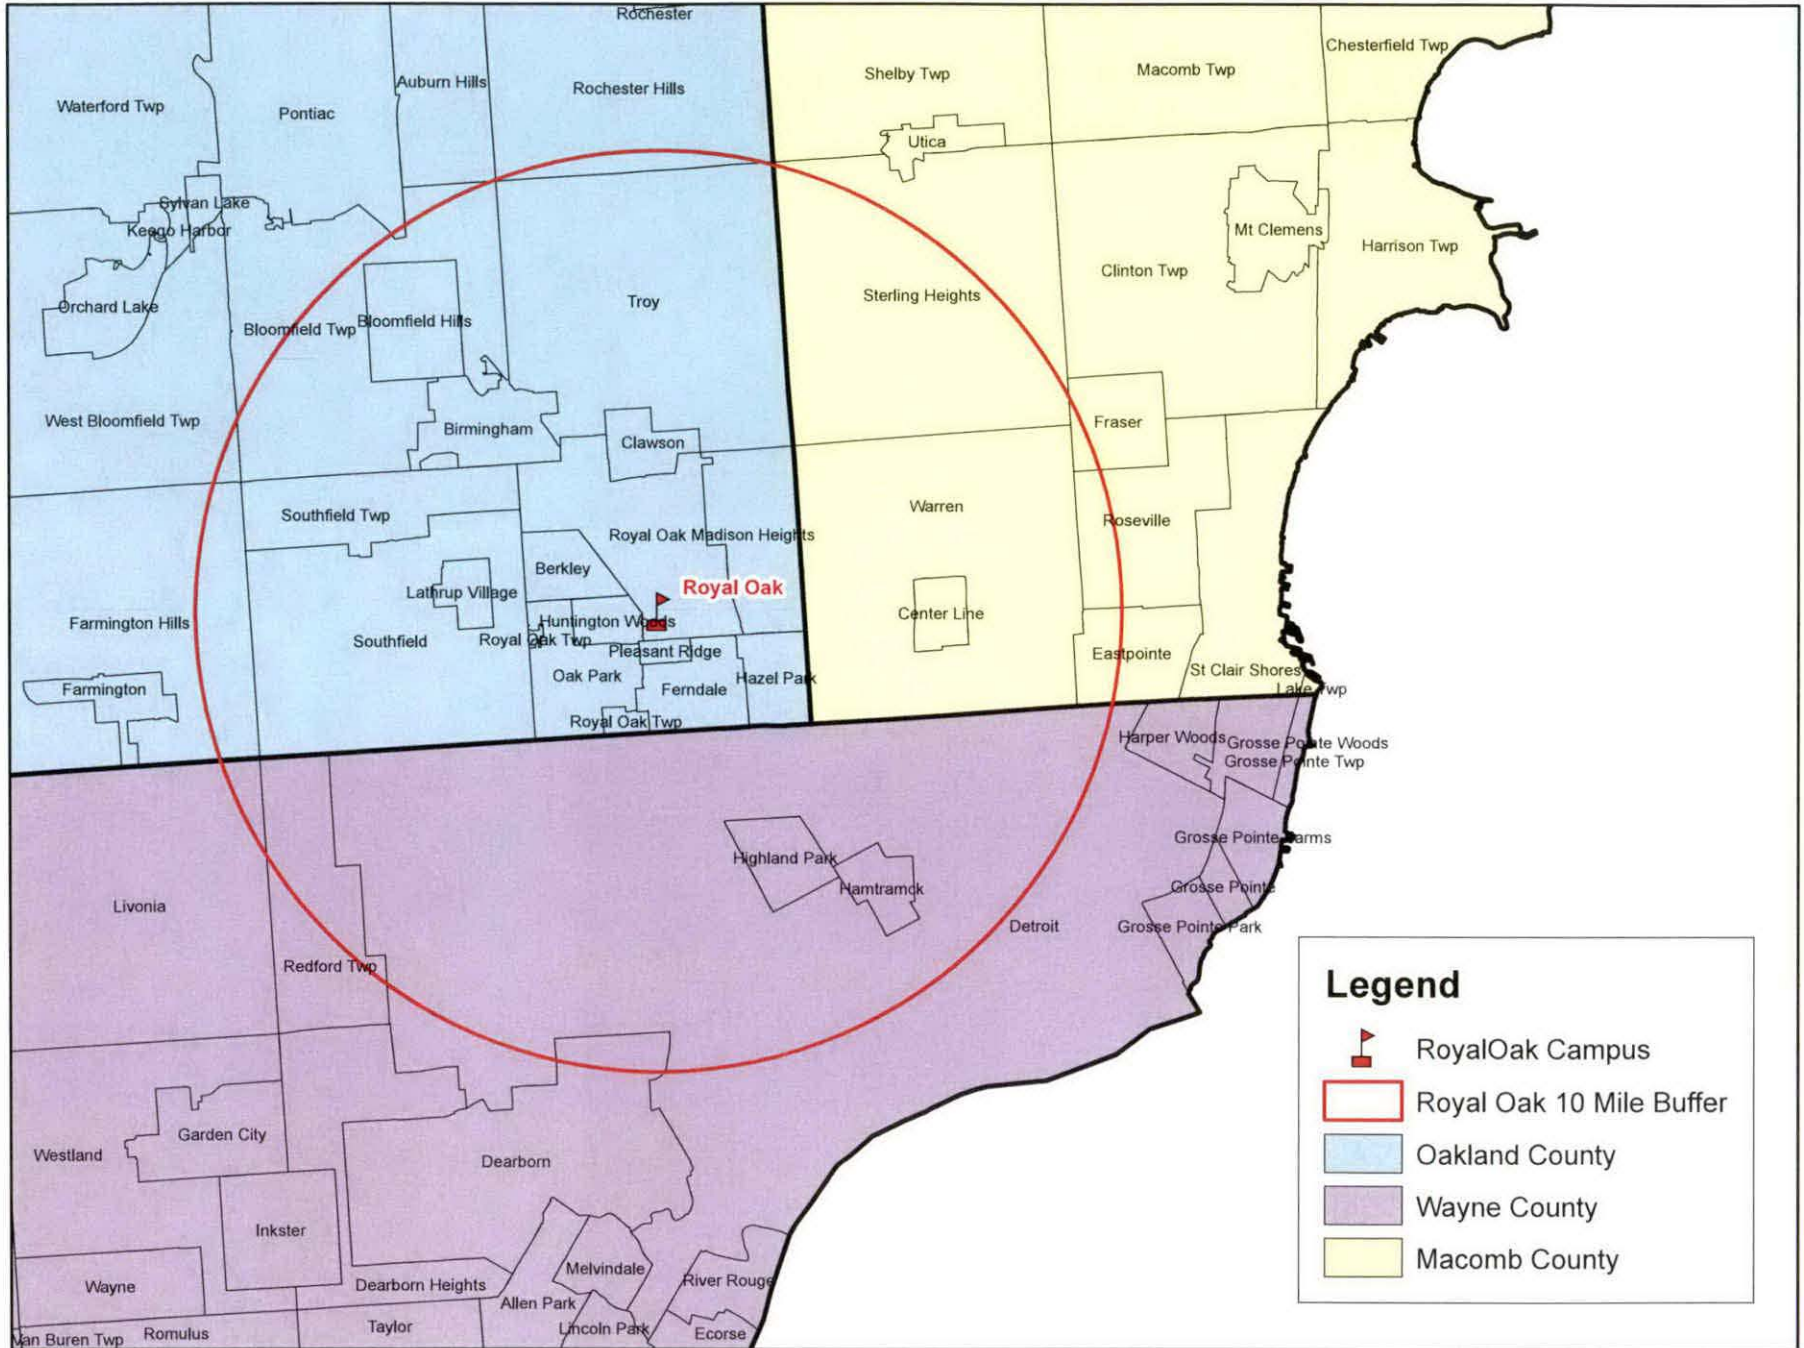 Rochester
Chesterfield Twp
Shelby Twp
Macomb Twp
Auburn Hills
Rochester Hills
Waterford Twp
Pontiac
Utica
Sylvan Lake
Keego Harbor
Mt Clemens
Harrison Twp
Clinton Twp
Sterling Heights
Troy
Orchard Lake
Bloomfield Twp
Bloomfield Hills
West Bloomfield Twp
Birmingham
Clawson
Fraser
Warren
Southfield Twp
Roseville
Royal Oak
Madison Heights
Berkley
Royal Oak
Lathrup Village
Center Line
Farmington Hills
Huntington Woods
Southfield
Royal Oak Twp
Pleasant Ridge
Eastpointe
St Clair Shores
Oak Park
Hazel Park
Farmington
Ferndale
Lake Twp
Royal Oak Twp
Harper Woods
Grosse Pointe Woods
Grosse Pointe Twp
Grosse Pointe Farms
Highland Park
Hamtramck
Grosse Pointe
Livonia
Detroit
Grosse Pointe Park
Redford Twp
Legend
RoyalOak Campus
Royal Oak 10 Mile Buffer
Oakland County
Wayne County
Macomb County
Garden City
Westland
Dearborn
Inkster
Melvindale
River Rouge
Wayne
Dearborn Heights
Allen Park
Taylor
Lincoln Park
Ecorse
Romulus
Van Buren Twp